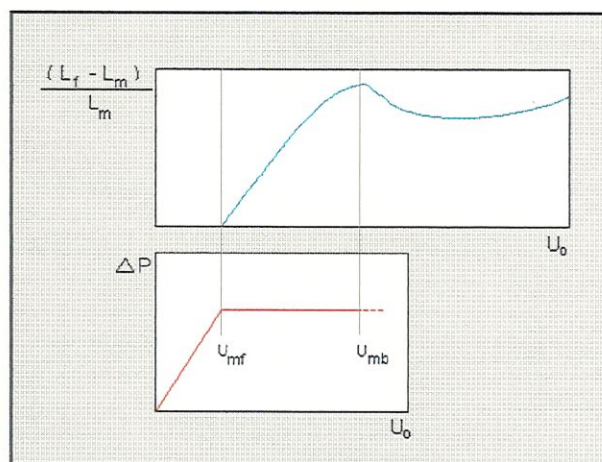 (L_f - L_m)
L_m
U_o
ΔP
U_mf
U_mb
U_o